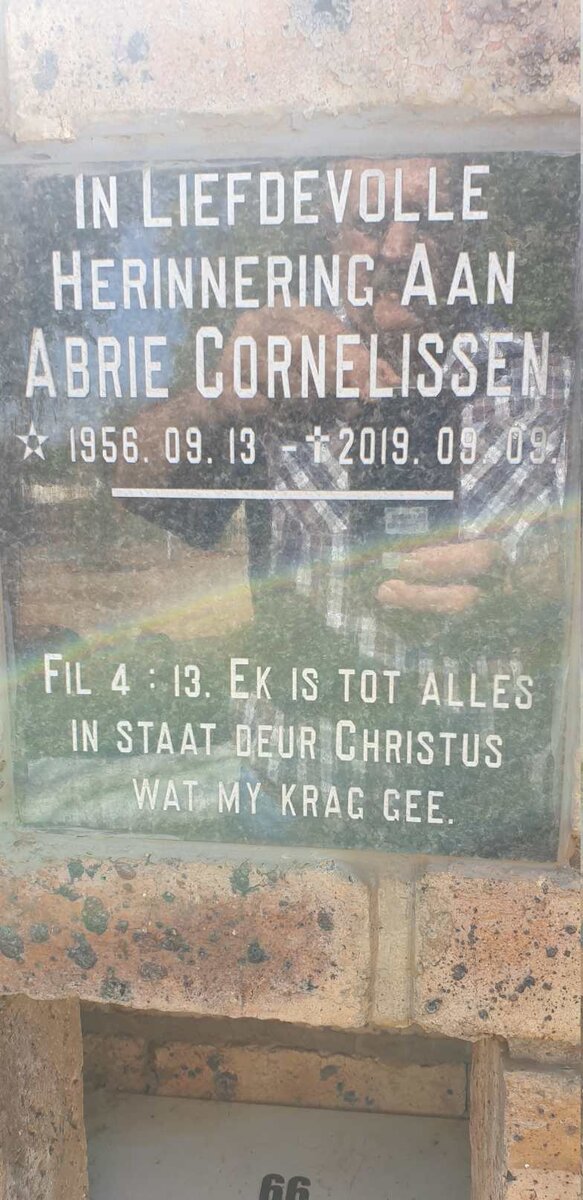 In Liefdevolle
Herinnering Aan
Abrie Cornelissen
☆ 1956. 09. 13 - ✝ 2019. 09. 09.
Fil 4 : 13. Ek is tot alles
in staat deur Christus
wat my krag gee.
66